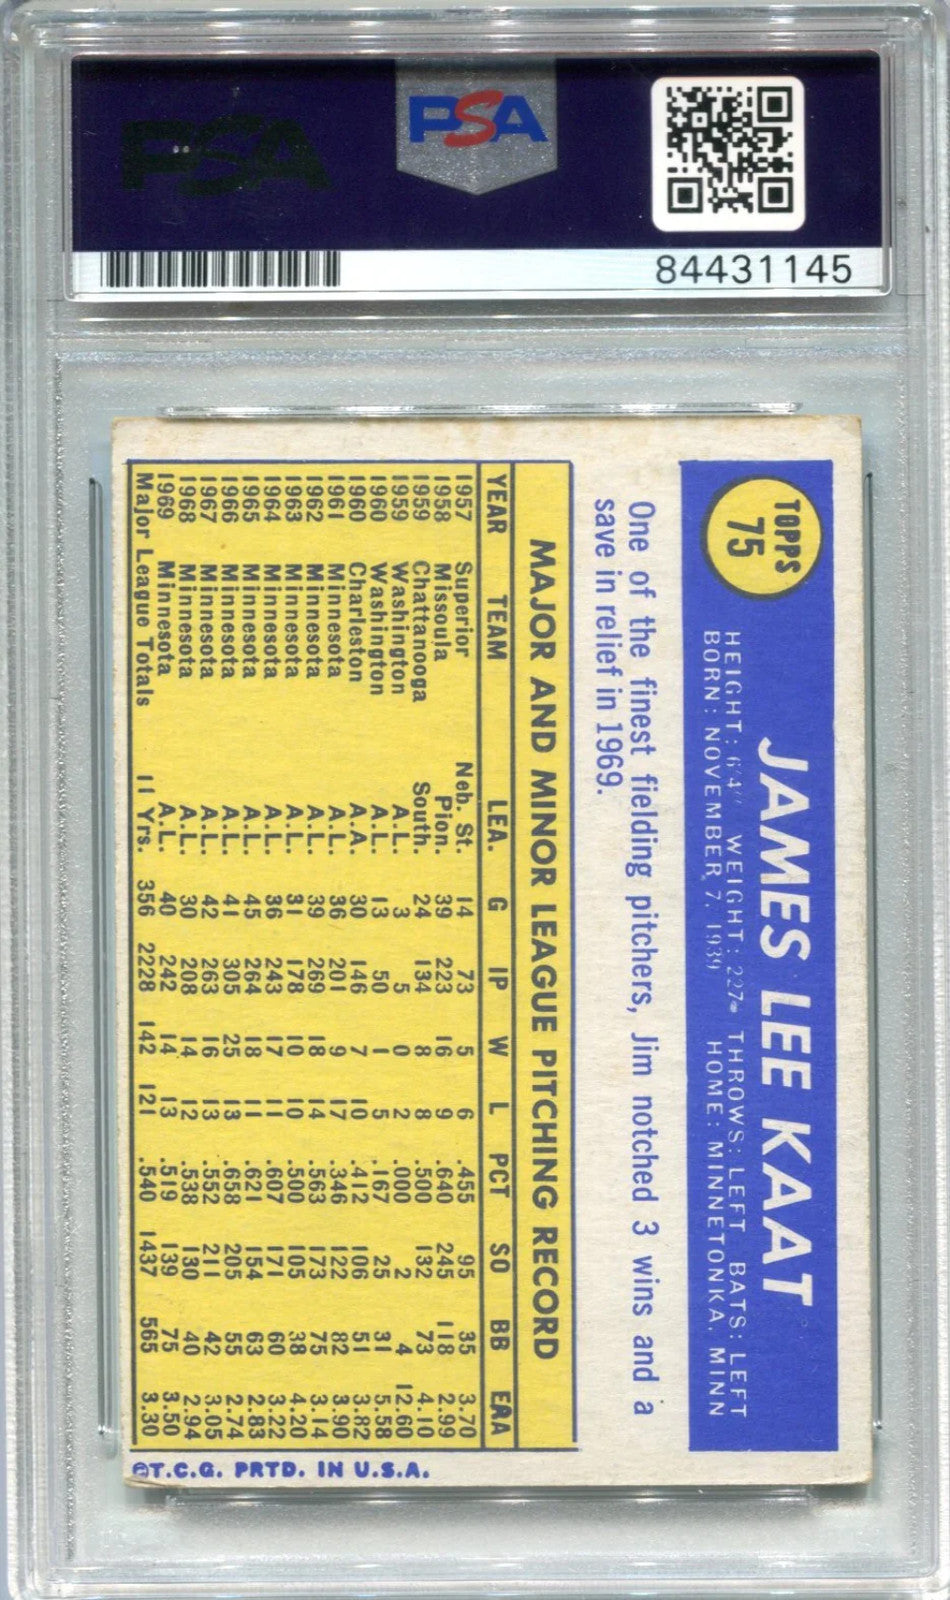 PSA
PSA
84431145
TOPPS
75
JAMES LEE KAAT
HEIGHT: 6'4" WEIGHT: 227# THROWS: LEFT BATS: LEFT
BORN: NOVEMBER 7, 1939 HOME: MINNETONKA, MINN
One of the finest fielding pitchers, Jim notched 3 wins and a
save in relief in 1969.
MAJOR AND MINOR LEAGUE PITCHING RECORD
YEAR TEAM LEA. G IP W L PCT SO BB ERA
1957 Superior Neb. St. 14 73 5 6 .455 95 35 3.70
1958 Missoula Pion. 39 223 16 9 .640 245 118 2.99
1959 Chattanooga South. 24 134 8 8 .500 132 73 4.10
1959 Washington A.L. 3 5 0 2 .000 2 4 12.60
1960 Washington A.L. 13 50 1 5 .167 25 31 5.58
1960 Charleston A.A. 30 146 7 10 .412 106 51 3.82
1961 Minnesota A.L. 36 201 9 17 .346 122 82 3.90
1962 Minnesota A.L. 39 269 18 14 .563 173 75 3.14
1963 Minnesota A.L. 31 178 10 10 .500 105 38 4.20
1964 Minnesota A.L. 36 243 17 11 .607 171 60 3.22
1965 Minnesota A.L. 45 264 18 11 .621 154 63 2.83
1966 Minnesota A.L. 41 305 25 13 .658 205 55 2.74
1967 Minnesota A.L. 42 263 16 13 .552 211 42 3.05
1968 Minnesota A.L. 30 208 14 12 .538 130 40 2.94
1969 Minnesota A.L. 40 242 14 13 .519 139 75 3.50
Major League Totals 11 Yrs. 356 2228 142 121 .540 1437 565 3.30
©T.C.G. PRTD. IN U.S.A.